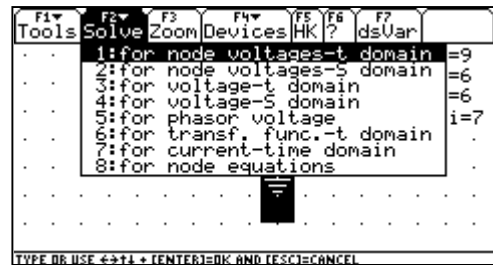 F1▼ F2▼ F3 F4▼ F5 F6 F7
Tools Solve Zoom Devices HK ? dsVar
1:for node voltages-t domain =9
2:for node voltages-S domain =6
3:for voltage-t domain =6
4:for voltage-S domain
5:for phasor voltage i=7
6:for transf. func.-t domain
7:for current-time domain
8:for node equations
TYPE OR USE ←→↑↓ + [ENTER]=OK AND [ESC]=CANCEL